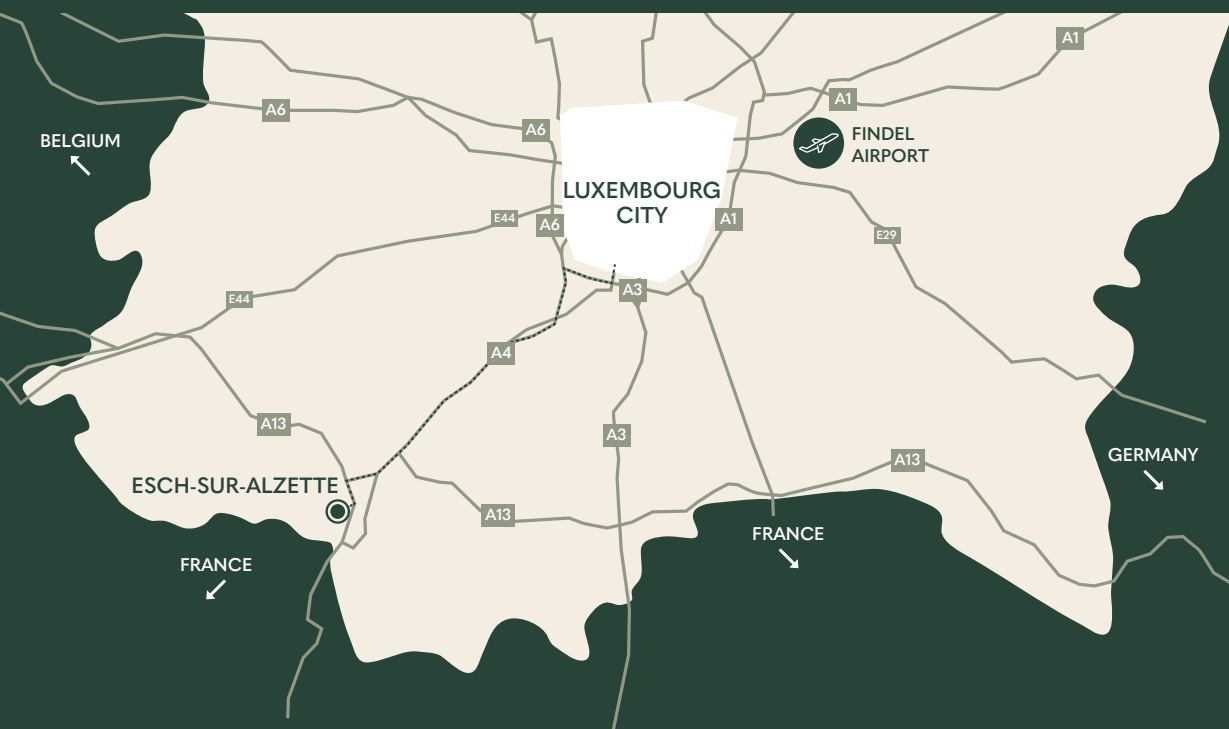 A1
A1
A6
A6
BELGIUM
FINDEL
AIRPORT
LUXEMBOURG
CITY
E44
A6
A1
E29
A3
E44
A4
A13
A3
A13
GERMANY
ESCH-SUR-ALZETTE
A13
FRANCE
FRANCE